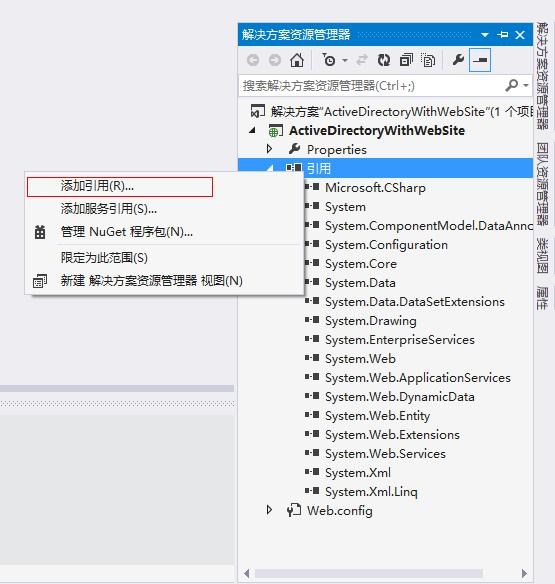 解决方案资源管理器
搜索解决方案资源管理器(Ctrl+;)
解决方案"ActiveDirectoryWithWebSite"(1 个项目
ActiveDirectoryWithWebSite
Properties
引用
Microsoft.CSharp
System
System.ComponentModel.DataAnno
System.Configuration
System.Core
System.Data
System.Data.DataSetExtensions
System.Drawing
System.EnterpriseServices
System.Web
System.Web.ApplicationServices
System.Web.DynamicData
System.Web.Entity
System.Web.Extensions
System.Web.Services
System.Xml
System.Xml.Linq
Web.config
添加引用(R)...
添加服务引用(S)...
管理 NuGet 程序包(N)...
限定为此范围(S)
新建 解决方案资源管理器 视图(N)
解决方案资源管理器
团队资源管理器
类视图
属性